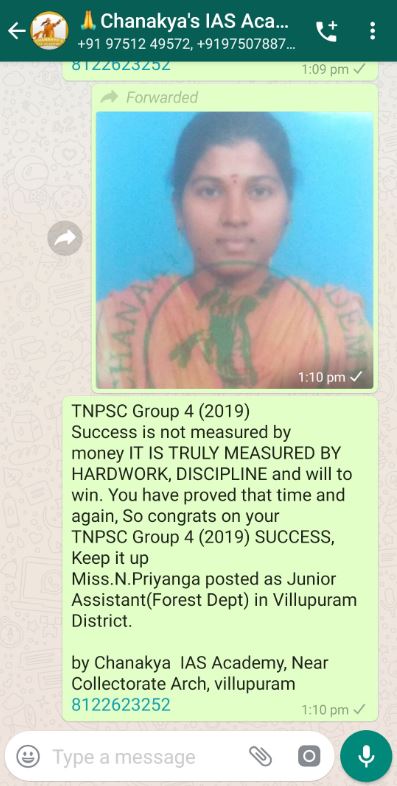 🙏Chanakya's IAS Aca...
+91 97512 49572, +9197507887...
8122623252
1:09 pm
Forwarded
CHANA
DEM
1:10 pm
TNPSC Group 4 (2019)
Success is not measured by
money IT IS TRULY MEASURED BY
HARDWORK, DISCIPLINE and will to
win. You have proved that time and
again, So congrats on your
TNPSC Group 4 (2019) SUCCESS,
Keep it up
Miss.N.Priyanga posted as Junior
Assistant(Forest Dept) in Villupuram
District.
by Chanakya  IAS Academy, Near
Collectorate Arch, villupuram
8122623252
1:10 pm
Type a message